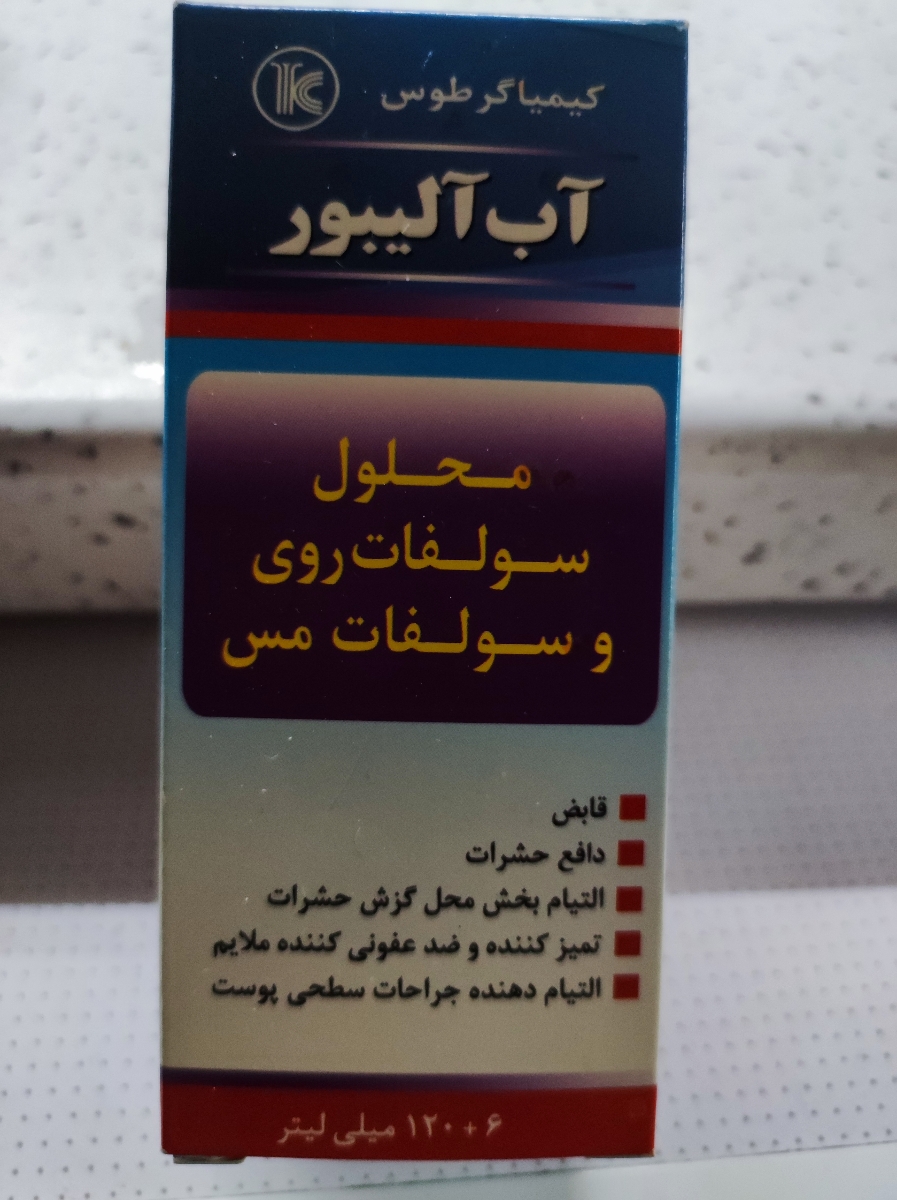 کیمیاگر طوس
آب آلیبور
محلول
سولفات روی
و سولفات مس
قابض
دافع حشرات
التیام بخش محل گزش حشرات
تمیز کننده و ضد عفونی کننده ملایم
التیام دهنده جراحات سطحی پوست
۶ + ۱۲۰ میلی لیتر